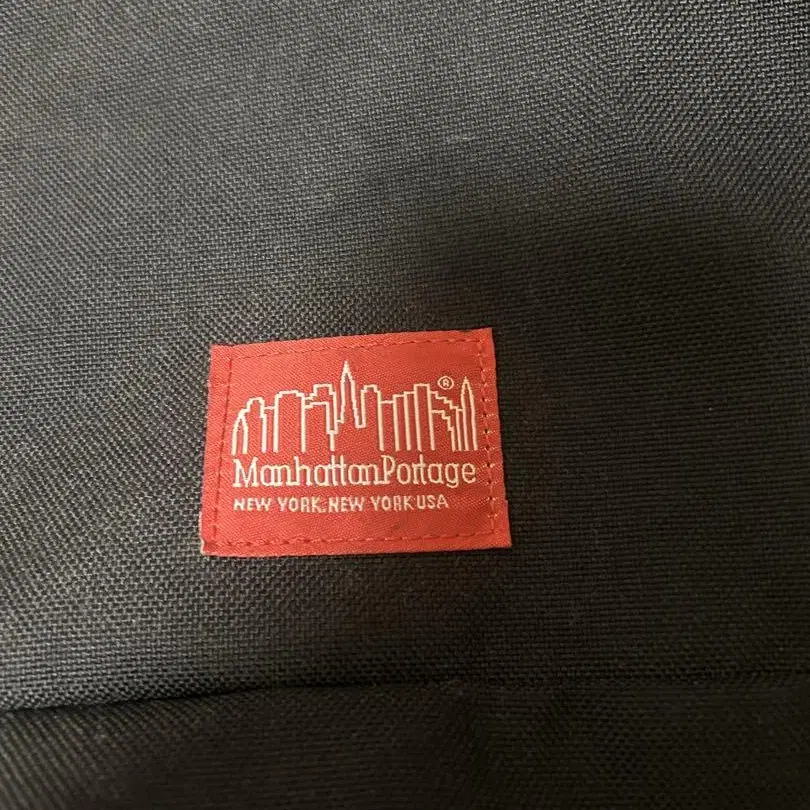 ®
ManhattanPortage
NEW YORK, NEW YORK USA